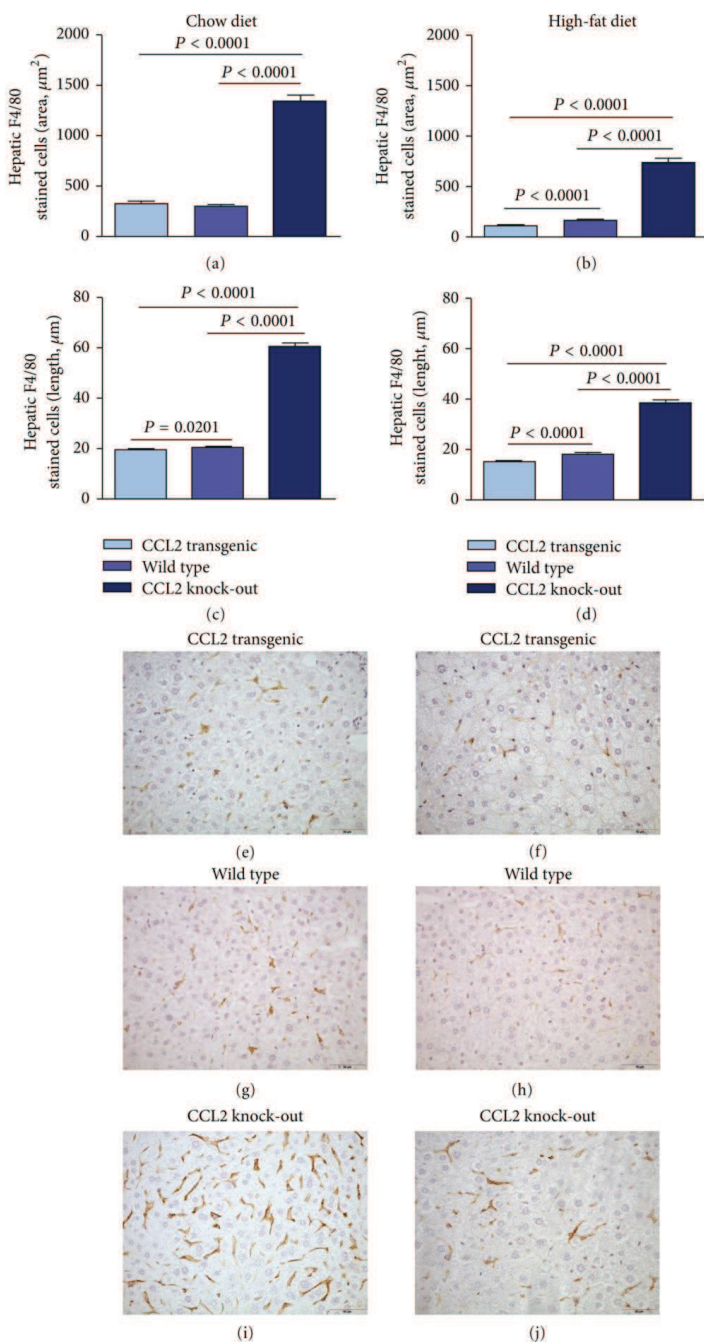 Chow diet
High-fat diet
Hepatic F4/80
stained cells (area, μm²)
2000
1500
1000
500
0
P < 0.0001
P < 0.0001
(a)
Hepatic F4/80
stained cells (area, μm²)
2000
1500
1000
500
0
P < 0.0001
P < 0.0001
P < 0.0001
(b)
Hepatic F4/80
stained cells (length, μm)
80
60
40
20
0
P < 0.0001
P < 0.0001
P = 0.0201
CCL2 transgenic
Wild type
CCL2 knock-out
(c)
Hepatic F4/80
stained cells (lenght, μm)
80
60
40
20
0
P < 0.0001
P < 0.0001
P < 0.0001
CCL2 transgenic
Wild type
CCL2 knock-out
(d)
CCL2 transgenic
(e)
CCL2 transgenic
(f)
Wild type
(g)
Wild type
(h)
CCL2 knock-out
(i)
CCL2 knock-out
(j)